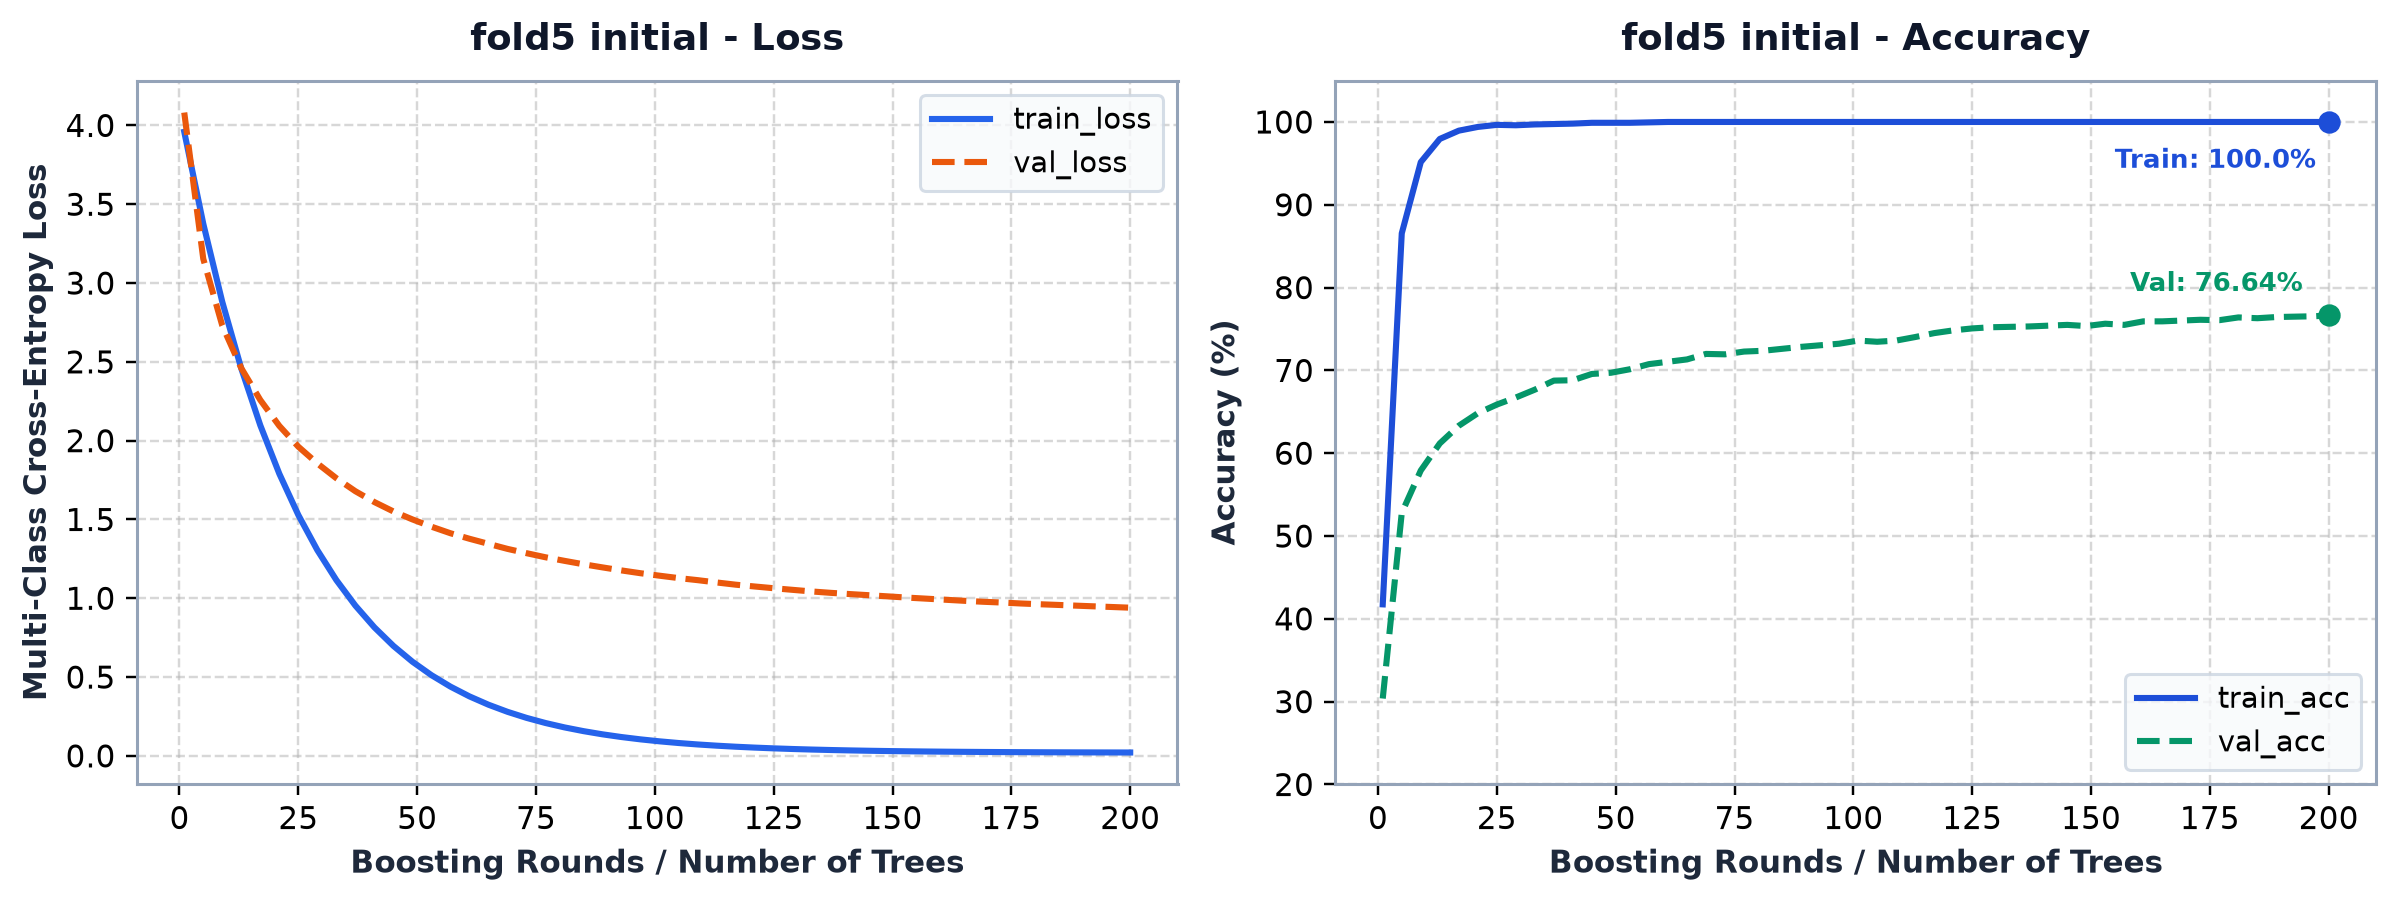 fold5 initial - Loss
Multi-Class Cross-Entropy Loss
4.0
3.5
3.0
2.5
2.0
1.5
1.0
0.5
0.0
0 25 50 75 100 125 150 175 200
Boosting Rounds / Number of Trees
train_loss
val_loss
fold5 initial - Accuracy
Accuracy (%)
100
90
80
70
60
50
40
30
20
0 25 50 75 100 125 150 175 200
Boosting Rounds / Number of Trees
Train: 100.0%
Val: 76.64%
train_acc
val_acc